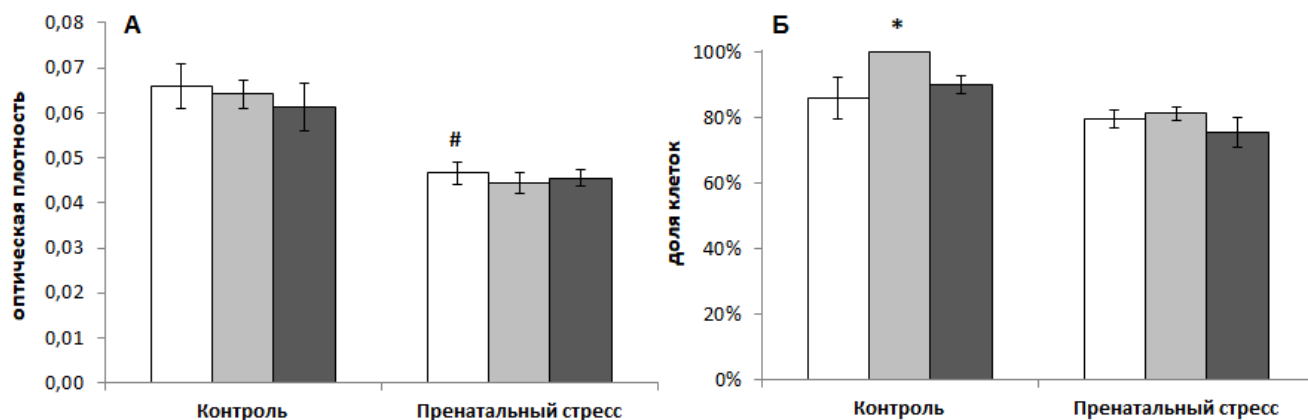 А
оптическая плотность
0,08
0,07
0,06
0,05
0,04
0,03
0,02
0,01
0,00
#
Контроль
Пренатальный стресс
Б
*
доля клеток
100%
80%
60%
40%
20%
0%
Контроль
Пренатальный стресс